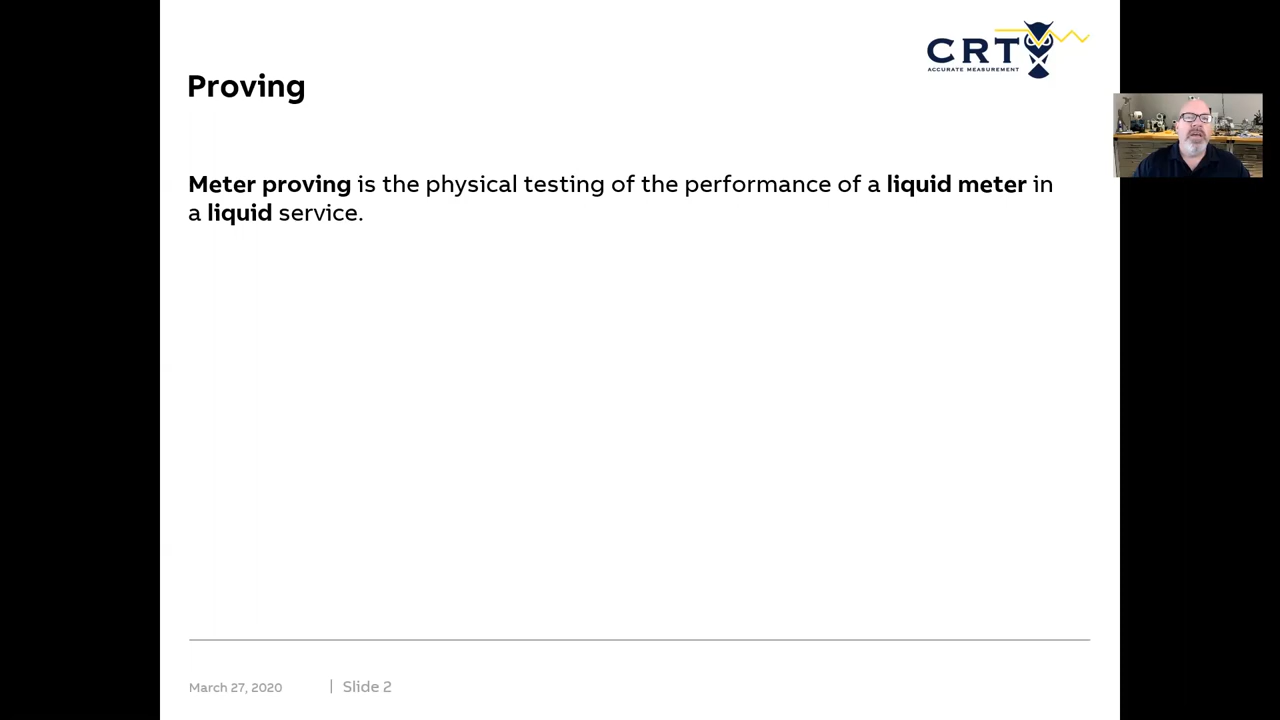 CRT
ACCURATE MEASUREMENT
Proving
Meter proving is the physical testing of the performance of a liquid meter in
a liquid service.
March 27, 2020 | Slide 2